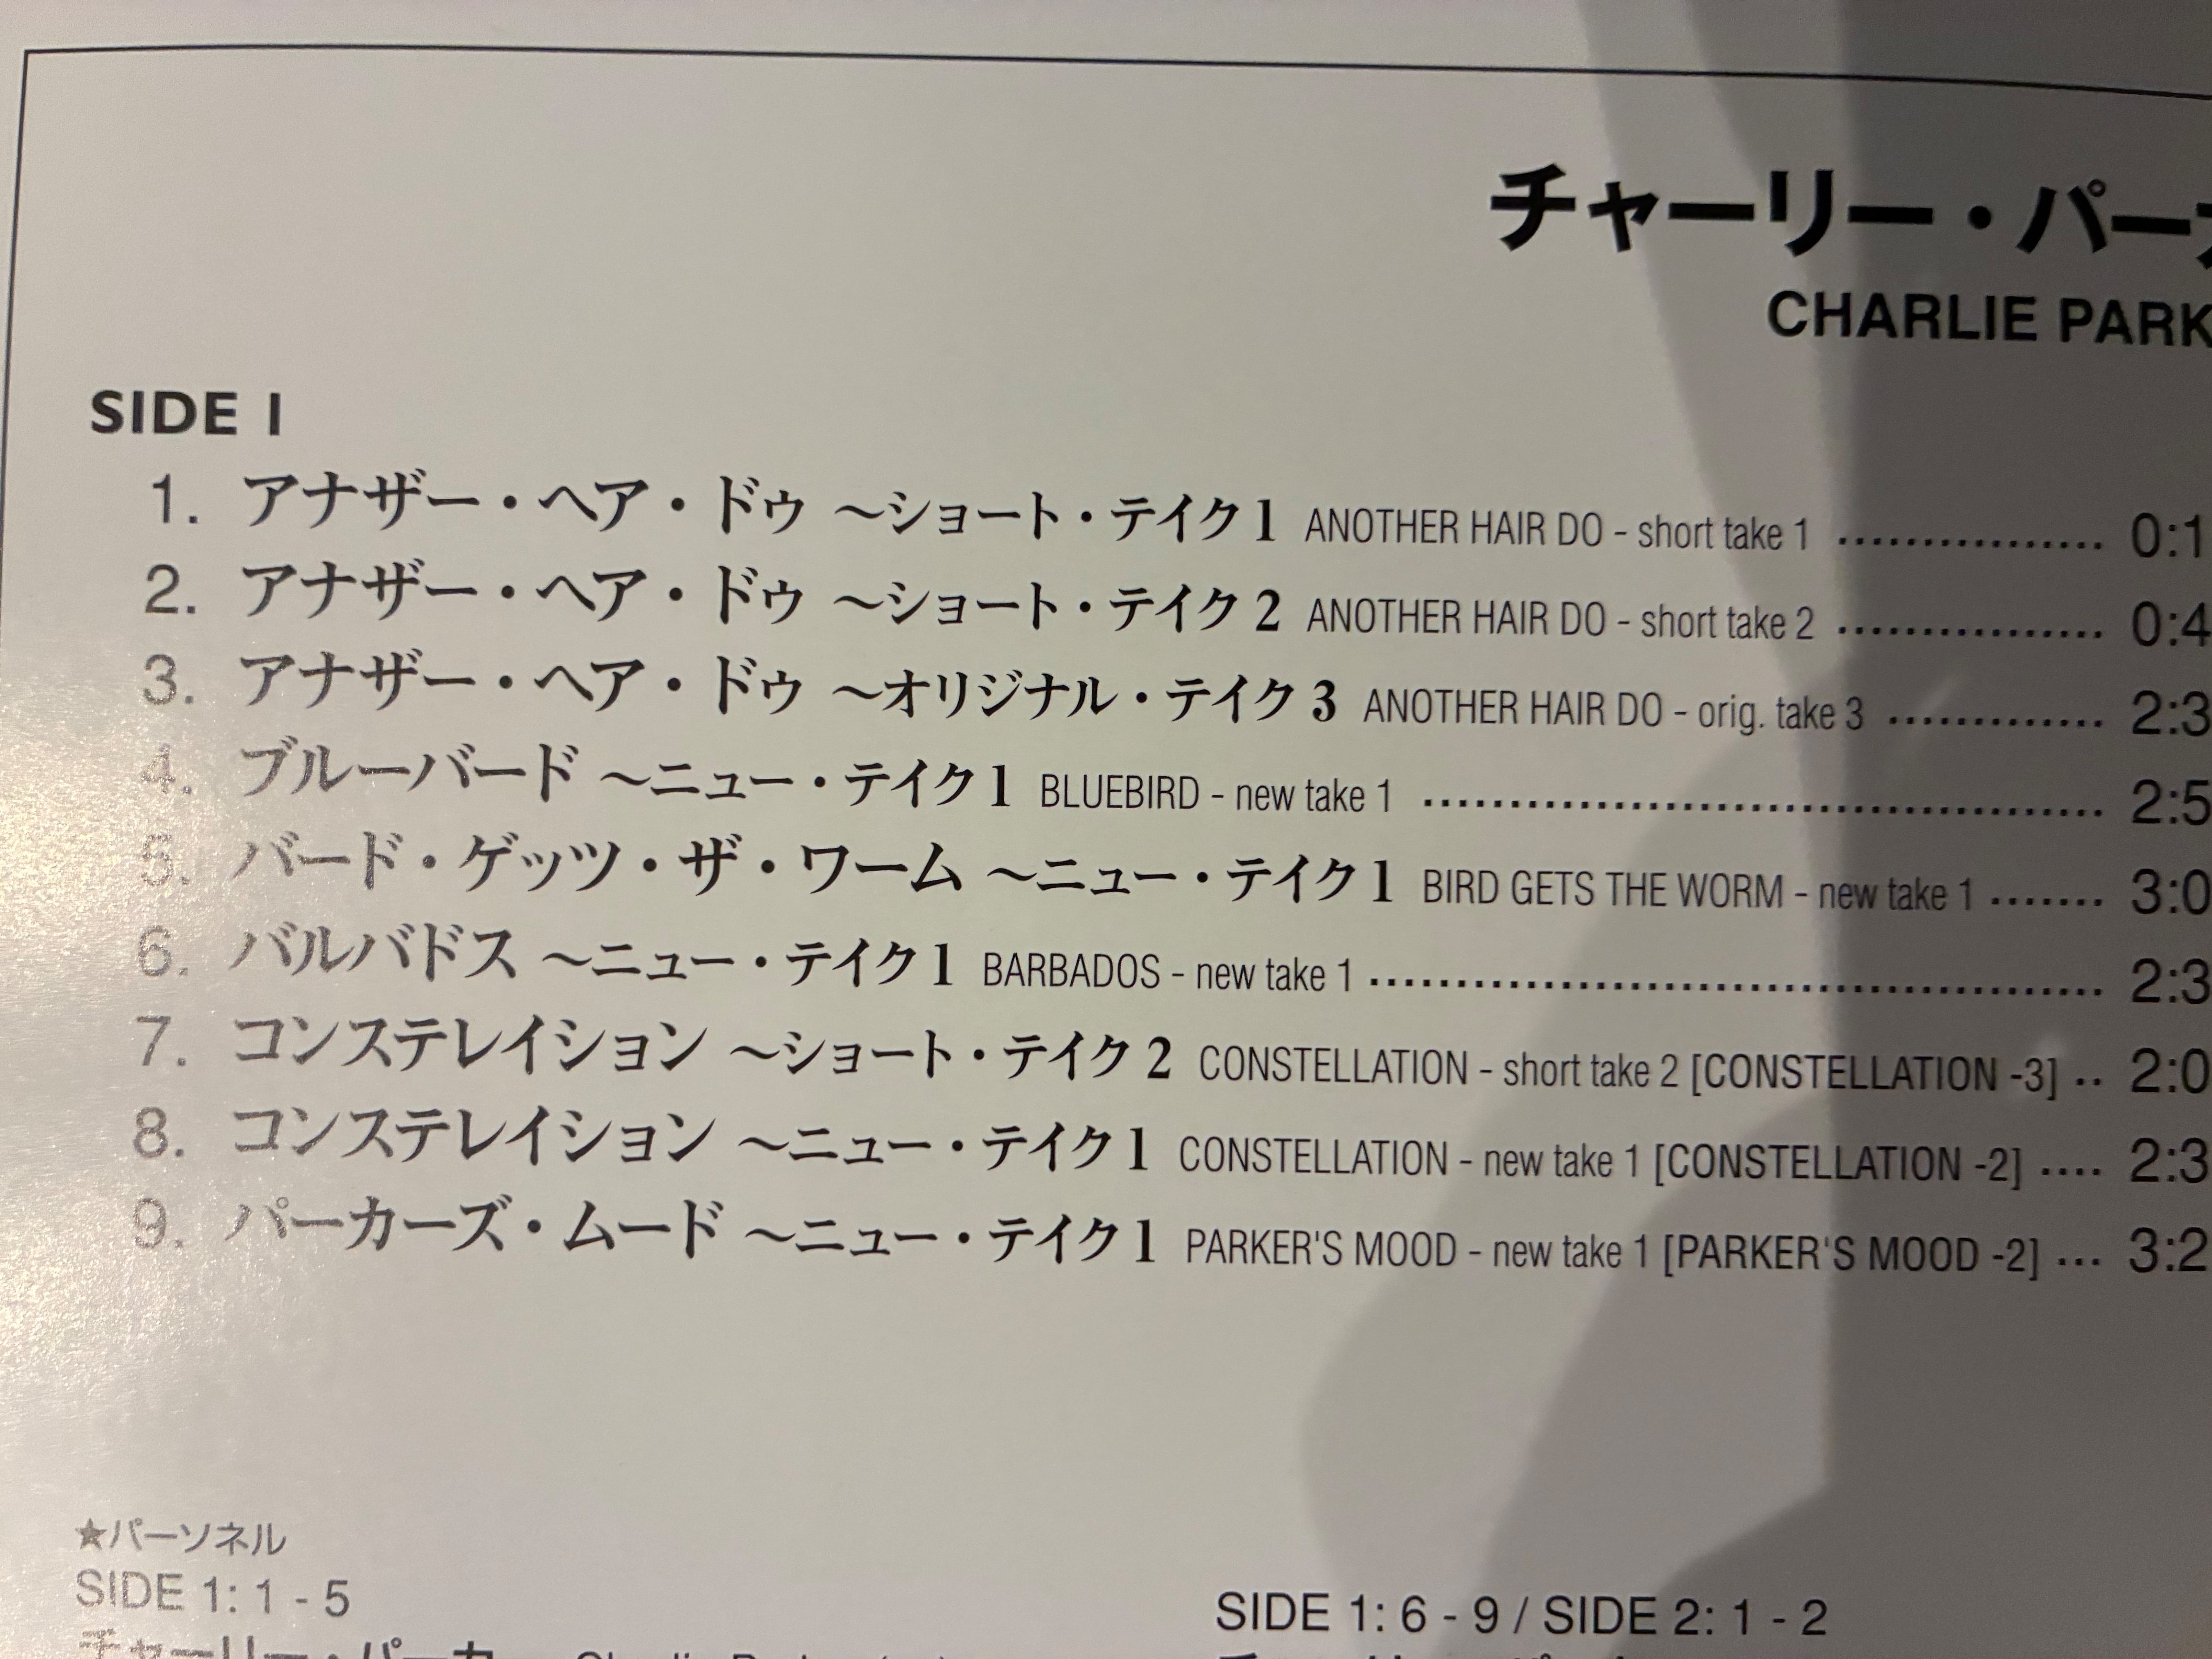 チャーリー・パー
CHARLIE PARK
SIDE 1
1. アナザー・ヘア・ドゥ ～ショート・テイク1 ANOTHER HAIR DO - short take 1 ................ 0:1
2. アナザー・ヘア・ドゥ ～ショート・テイク2 ANOTHER HAIR DO - short take 2 ................ 0:4
3. アナザー・ヘア・ドゥ ～オリジナル・テイク3 ANOTHER HAIR DO - orig. take 3 ............. 2:3
4. ブルーバード ～ニュー・テイク1 BLUEBIRD - new take 1 ......................................... 2:5
5. バード・ゲッツ・ザ・ワーム ～ニュー・テイク1 BIRD GETS THE WORM - new take 1 ....... 3:0
6. バルバドス ～ニュー・テイク1 BARBADOS - new take 1 ............................................ 2:3
7. コンステレイション ～ショート・テイク2 CONSTELLATION - short take 2 [CONSTELLATION -3] .. 2:0
8. コンステレイション ～ニュー・テイク1 CONSTELLATION - new take 1 [CONSTELLATION -2] .... 2:3
9. パーカーズ・ムード ～ニュー・テイク1 PARKER'S MOOD - new take 1 [PARKER'S MOOD -2] ... 3:2
★パーソネル
SIDE 1: 1 - 5
チャーリー・パーカー Charlie Parker
SIDE 1: 6 - 9 / SIDE 2: 1 - 2